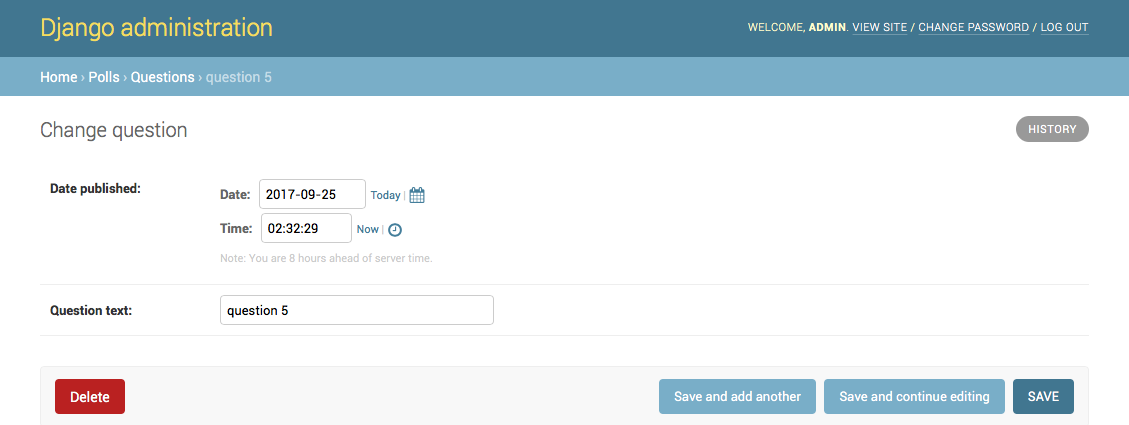 Django administration
WELCOME, ADMIN. VIEW SITE / CHANGE PASSWORD / LOG OUT
Home › Polls › Questions › question 5
Change question
HISTORY
Date published:
Date: 2017-09-25 Today |
Time: 02:32:29 Now |
Note: You are 8 hours ahead of server time.
Question text: question 5
Delete Save and add another Save and continue editing SAVE